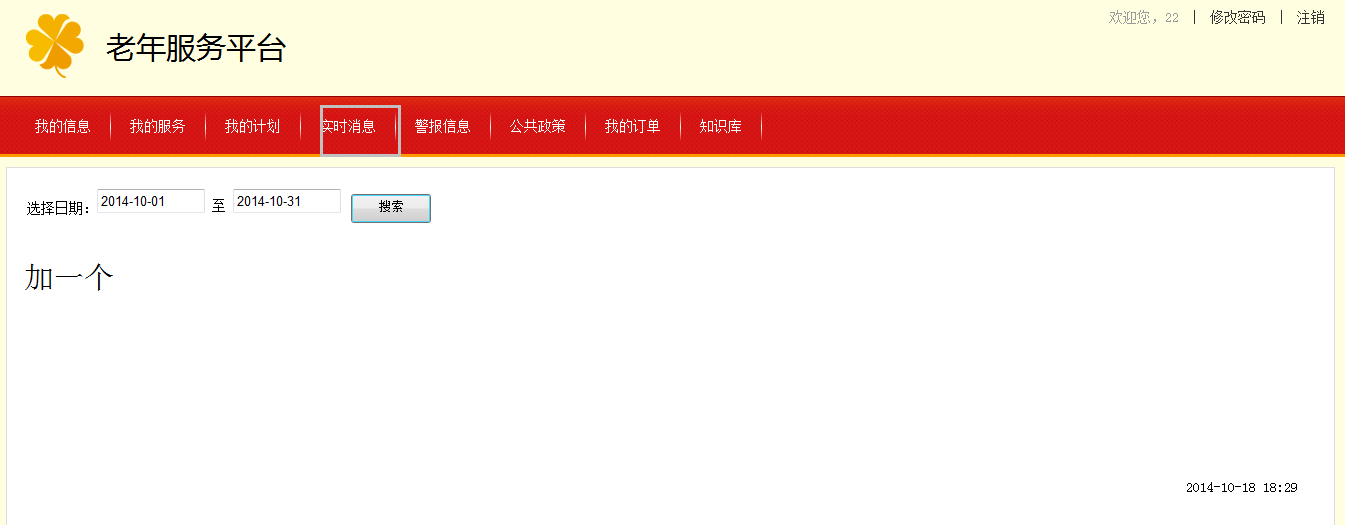 欢迎您，22 | 修改密码 | 注销
老年服务平台
我的信息 我的服务 我的计划 实时消息 警报信息 公共政策 我的订单 知识库
选择日期：2014-10-01 至 2014-10-31 搜索
加一个
2014-10-18 18:29